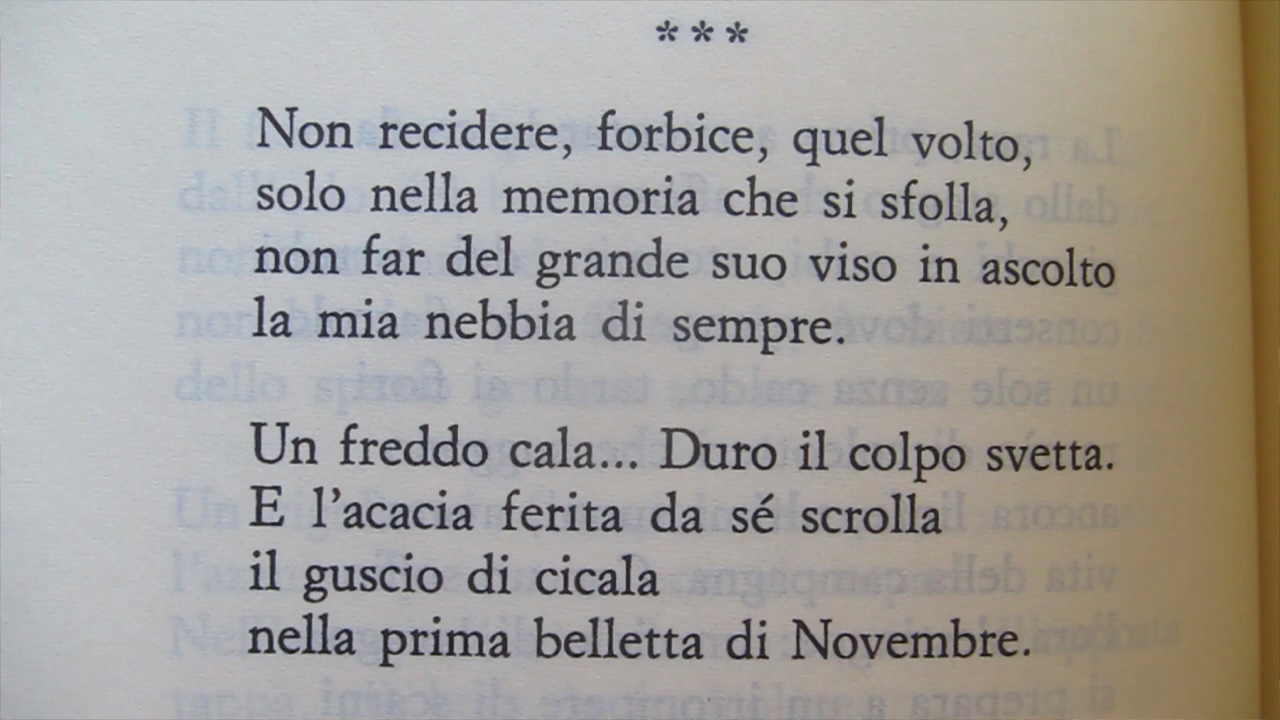 ***
Non recidere, forbice, quel volto,
solo nella memoria che si sfolla,
non far del grande suo viso in ascolto
la mia nebbia di sempre.
Un freddo cala... Duro il colpo svetta.
E l'acacia ferita da sé scrolla
il guscio di cicala
nella prima belletta di Novembre.